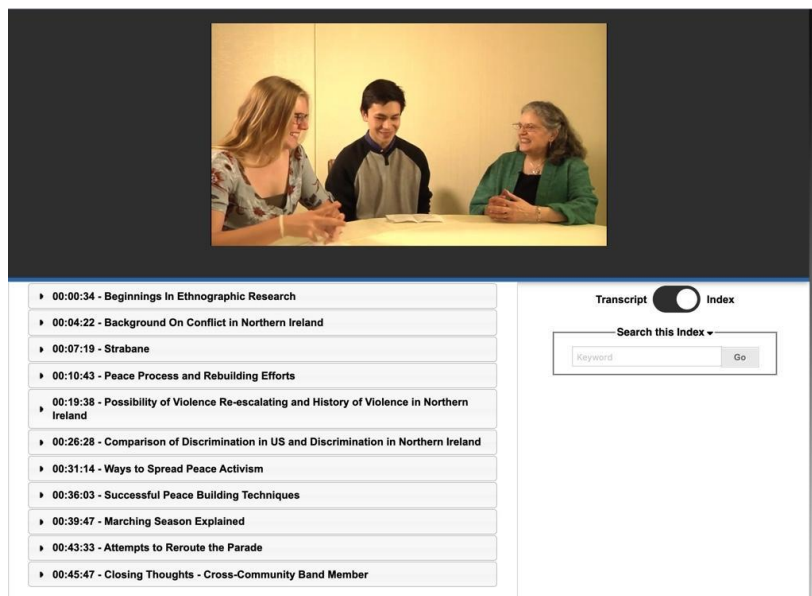 00:00:34 - Beginnings In Ethnographic Research
00:04:22 - Background On Conflict in Northern Ireland
00:07:19 - Strabane
00:10:43 - Peace Process and Rebuilding Efforts
00:19:38 - Possibility of Violence Re-escalating and History of Violence in Northern
Ireland
00:26:28 - Comparison of Discrimination in US and Discrimination in Northern Ireland
00:31:14 - Ways to Spread Peace Activism
00:36:03 - Successful Peace Building Techniques
00:39:47 - Marching Season Explained
00:43:33 - Attempts to Reroute the Parade
00:45:47 - Closing Thoughts - Cross-Community Band Member
Transcript Index
Search this Index
Keyword Go